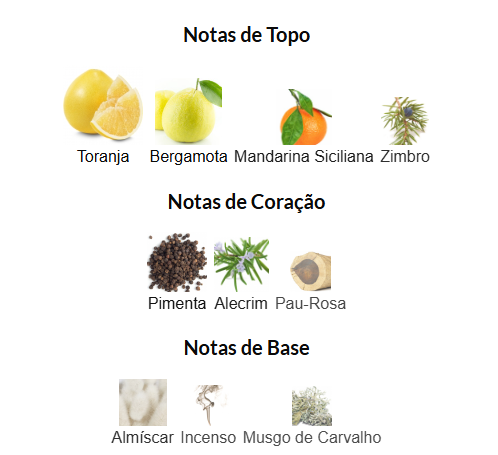 Notas de Topo
Toranja Bergamota Mandarina Siciliana Zimbro
Notas de Coração
Pimenta Alecrim Pau-Rosa
Notas de Base
Almíscar Incenso Musgo de Carvalho